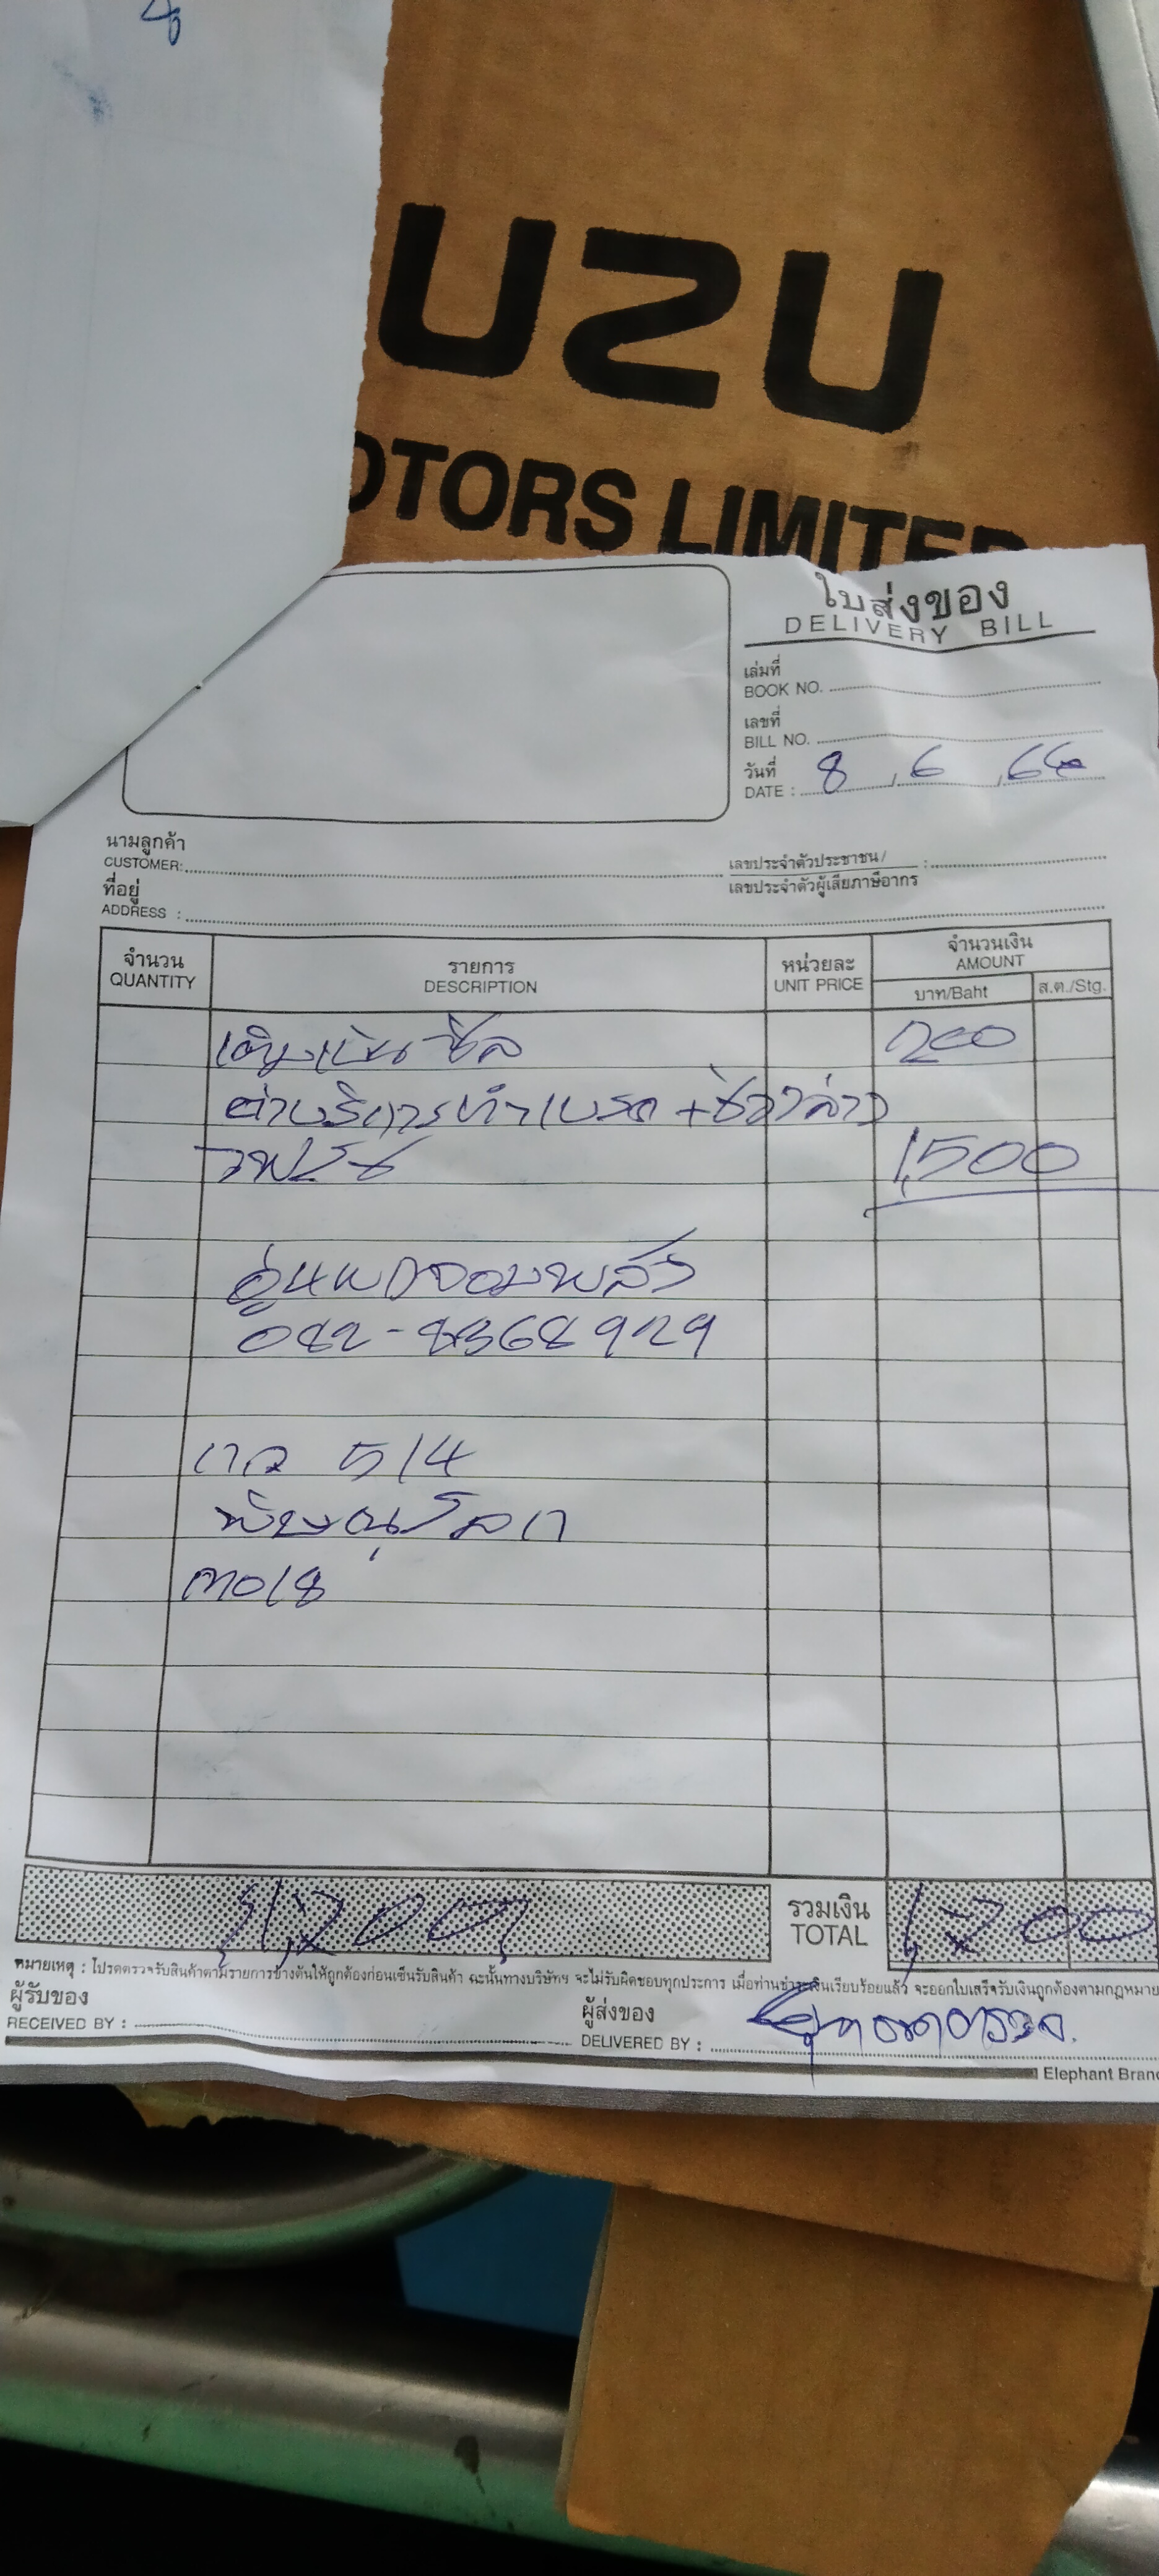 UZU
OTORS LIMITED
ใบส่งของ
DELIVERY BILL
เล่มที่
BOOK NO.
เลขที่
BILL NO.
วันที่
DATE : 8 / 6 / 66
นามลูกค้า
CUSTOMER:
เลขประจำตัวประชาชน /
เลขประจำตัวผู้เสียภาษีอากร :
ที่อยู่
ADDRESS :
จำนวน
QUANTITY
รายการ
DESCRIPTION
หน่วยละ
UNIT PRICE
จำนวนเงิน
AMOUNT
บาท/Baht
ส.ต./Stg.
200
ค่าบริการทำเบรค + ช่วงล่าง
1,500
082-8368929
514
พิษณุโลก
รวมเงิน
TOTAL
1,700
1,700
หมายเหตุ : โปรดตรวจรับสินค้าตามรายการข้างต้นให้ถูกต้องก่อนเซ็นรับสินค้า ฉะนั้นทางบริษัทฯ จะไม่รับผิดชอบทุกประการ เมื่อท่านชำระเงินเรียบร้อยแล้ว จะออกใบเสร็จรับเงินถูกต้องตามกฎหมาย
ผู้รับของ
RECEIVED BY :
ผู้ส่งของ
DELIVERED BY :
Elephant Brand